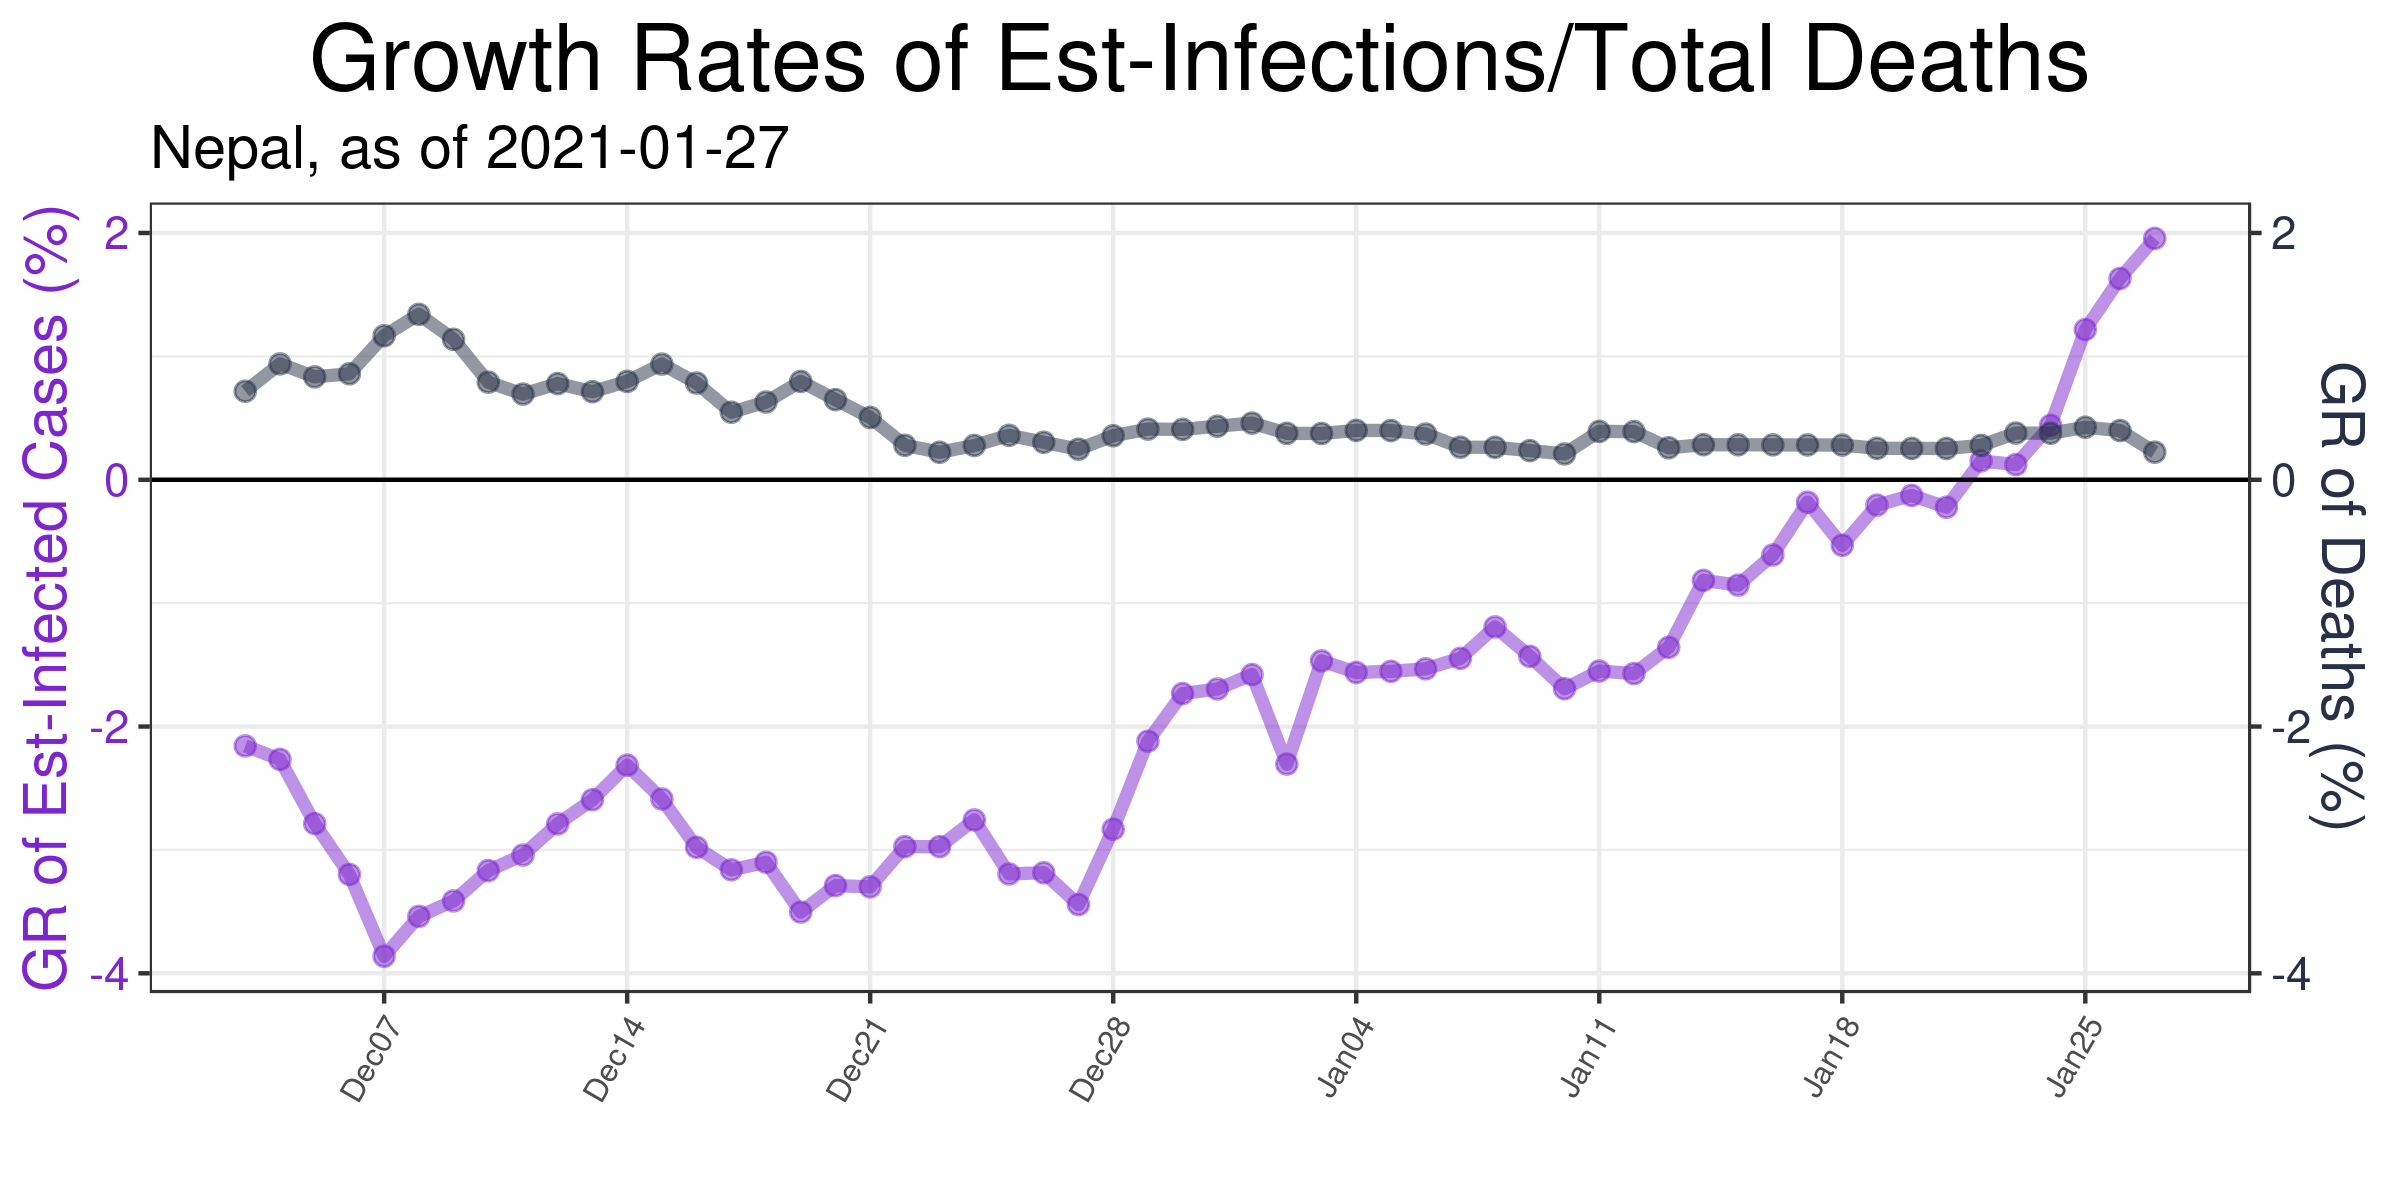 Growth Rates of Est-Infections/Total Deaths
Nepal, as of 2021-01-27
GR of Est-Infected Cases (%)
2
0
-2
-4
2
0
-2
-4
GR of Deaths (%)
Dec07
Dec14
Dec21
Dec28
Jan04
Jan11
Jan18
Jan25